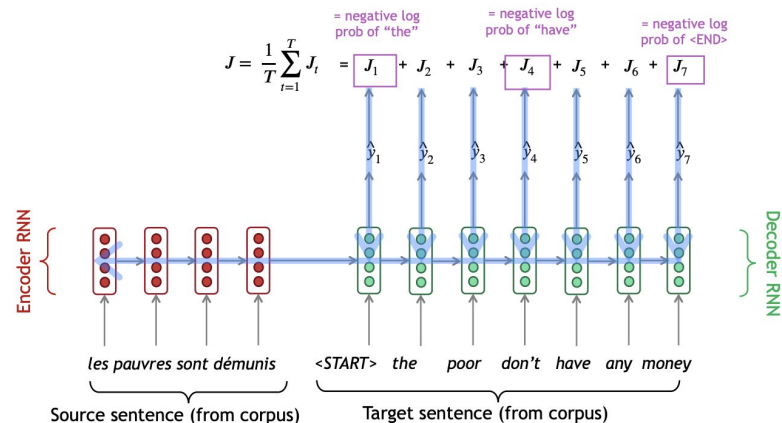 = negative log
prob of “the”
= negative log
prob of “have”
= negative log
prob of <END>
J = \frac{1}{T} \sum_{t=1}^{T} J_t = J_1 + J_2 + J_3 + J_4 + J_5 + J_6 + J_7
ŷ_1 ŷ_2 ŷ_3 ŷ_4 ŷ_5 ŷ_6 ŷ_7
Encoder RNN
Decoder RNN
les pauvres sont démunis
<START> the poor don’t have any money
Source sentence (from corpus)
Target sentence (from corpus)